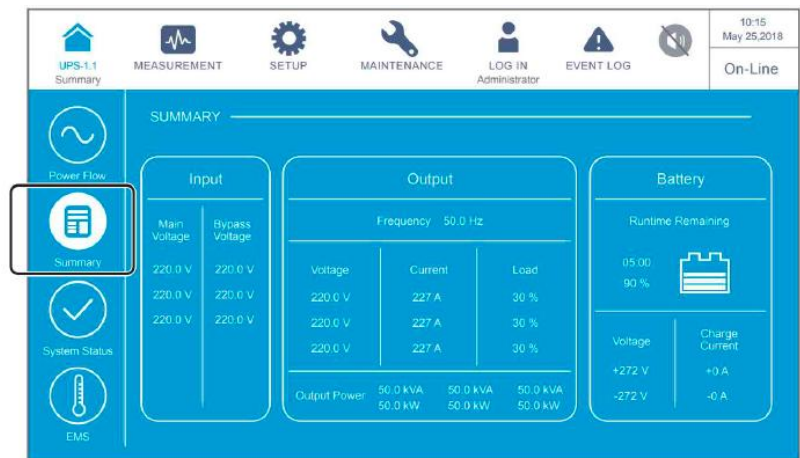 10:15
May 25,2018
On-Line
UPS-1.1
Summary
MEASUREMENT
SETUP
MAINTENANCE
LOG IN
Administrator
EVENT LOG
Power Flow
Summary
System Status
EMS
SUMMARY
Input
Main Voltage
Bypass Voltage
220.0 V 220.0 V
220.0 V 220.0 V
220.0 V 220.0 V
Output
Frequency 50.0 Hz
Voltage Current Load
220.0 V 227 A 30 %
220.0 V 227 A 30 %
220.0 V 227 A 30 %
Output Power 50.0 kVA 50.0 kVA 50.0 kVA
50.0 kW 50.0 kW 50.0 kW
Battery
Runtime Remaining
05:00
90 %
Voltage
Charge
Current
+272 V +0 A
-272 V -0 A